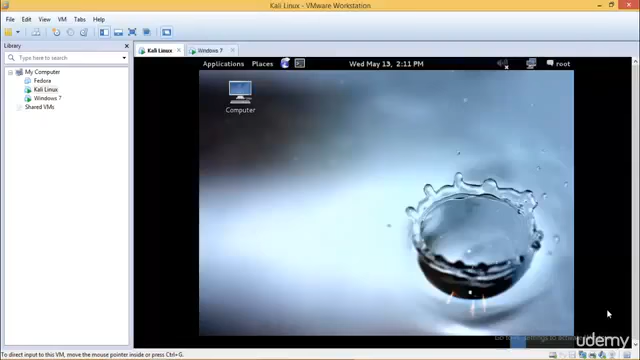 Kali Linux - VMware Workstation
File Edit View VM Tabs Help
Library
Type here to search
My Computer
Fedora
Kali Linux
Windows 7
Shared VMs
Kali Linux
Windows 7
Applications Places
Wed May 13, 2:11 PM
root
Computer
udemy
To direct input to this VM, move the mouse pointer inside or press Ctrl+G.